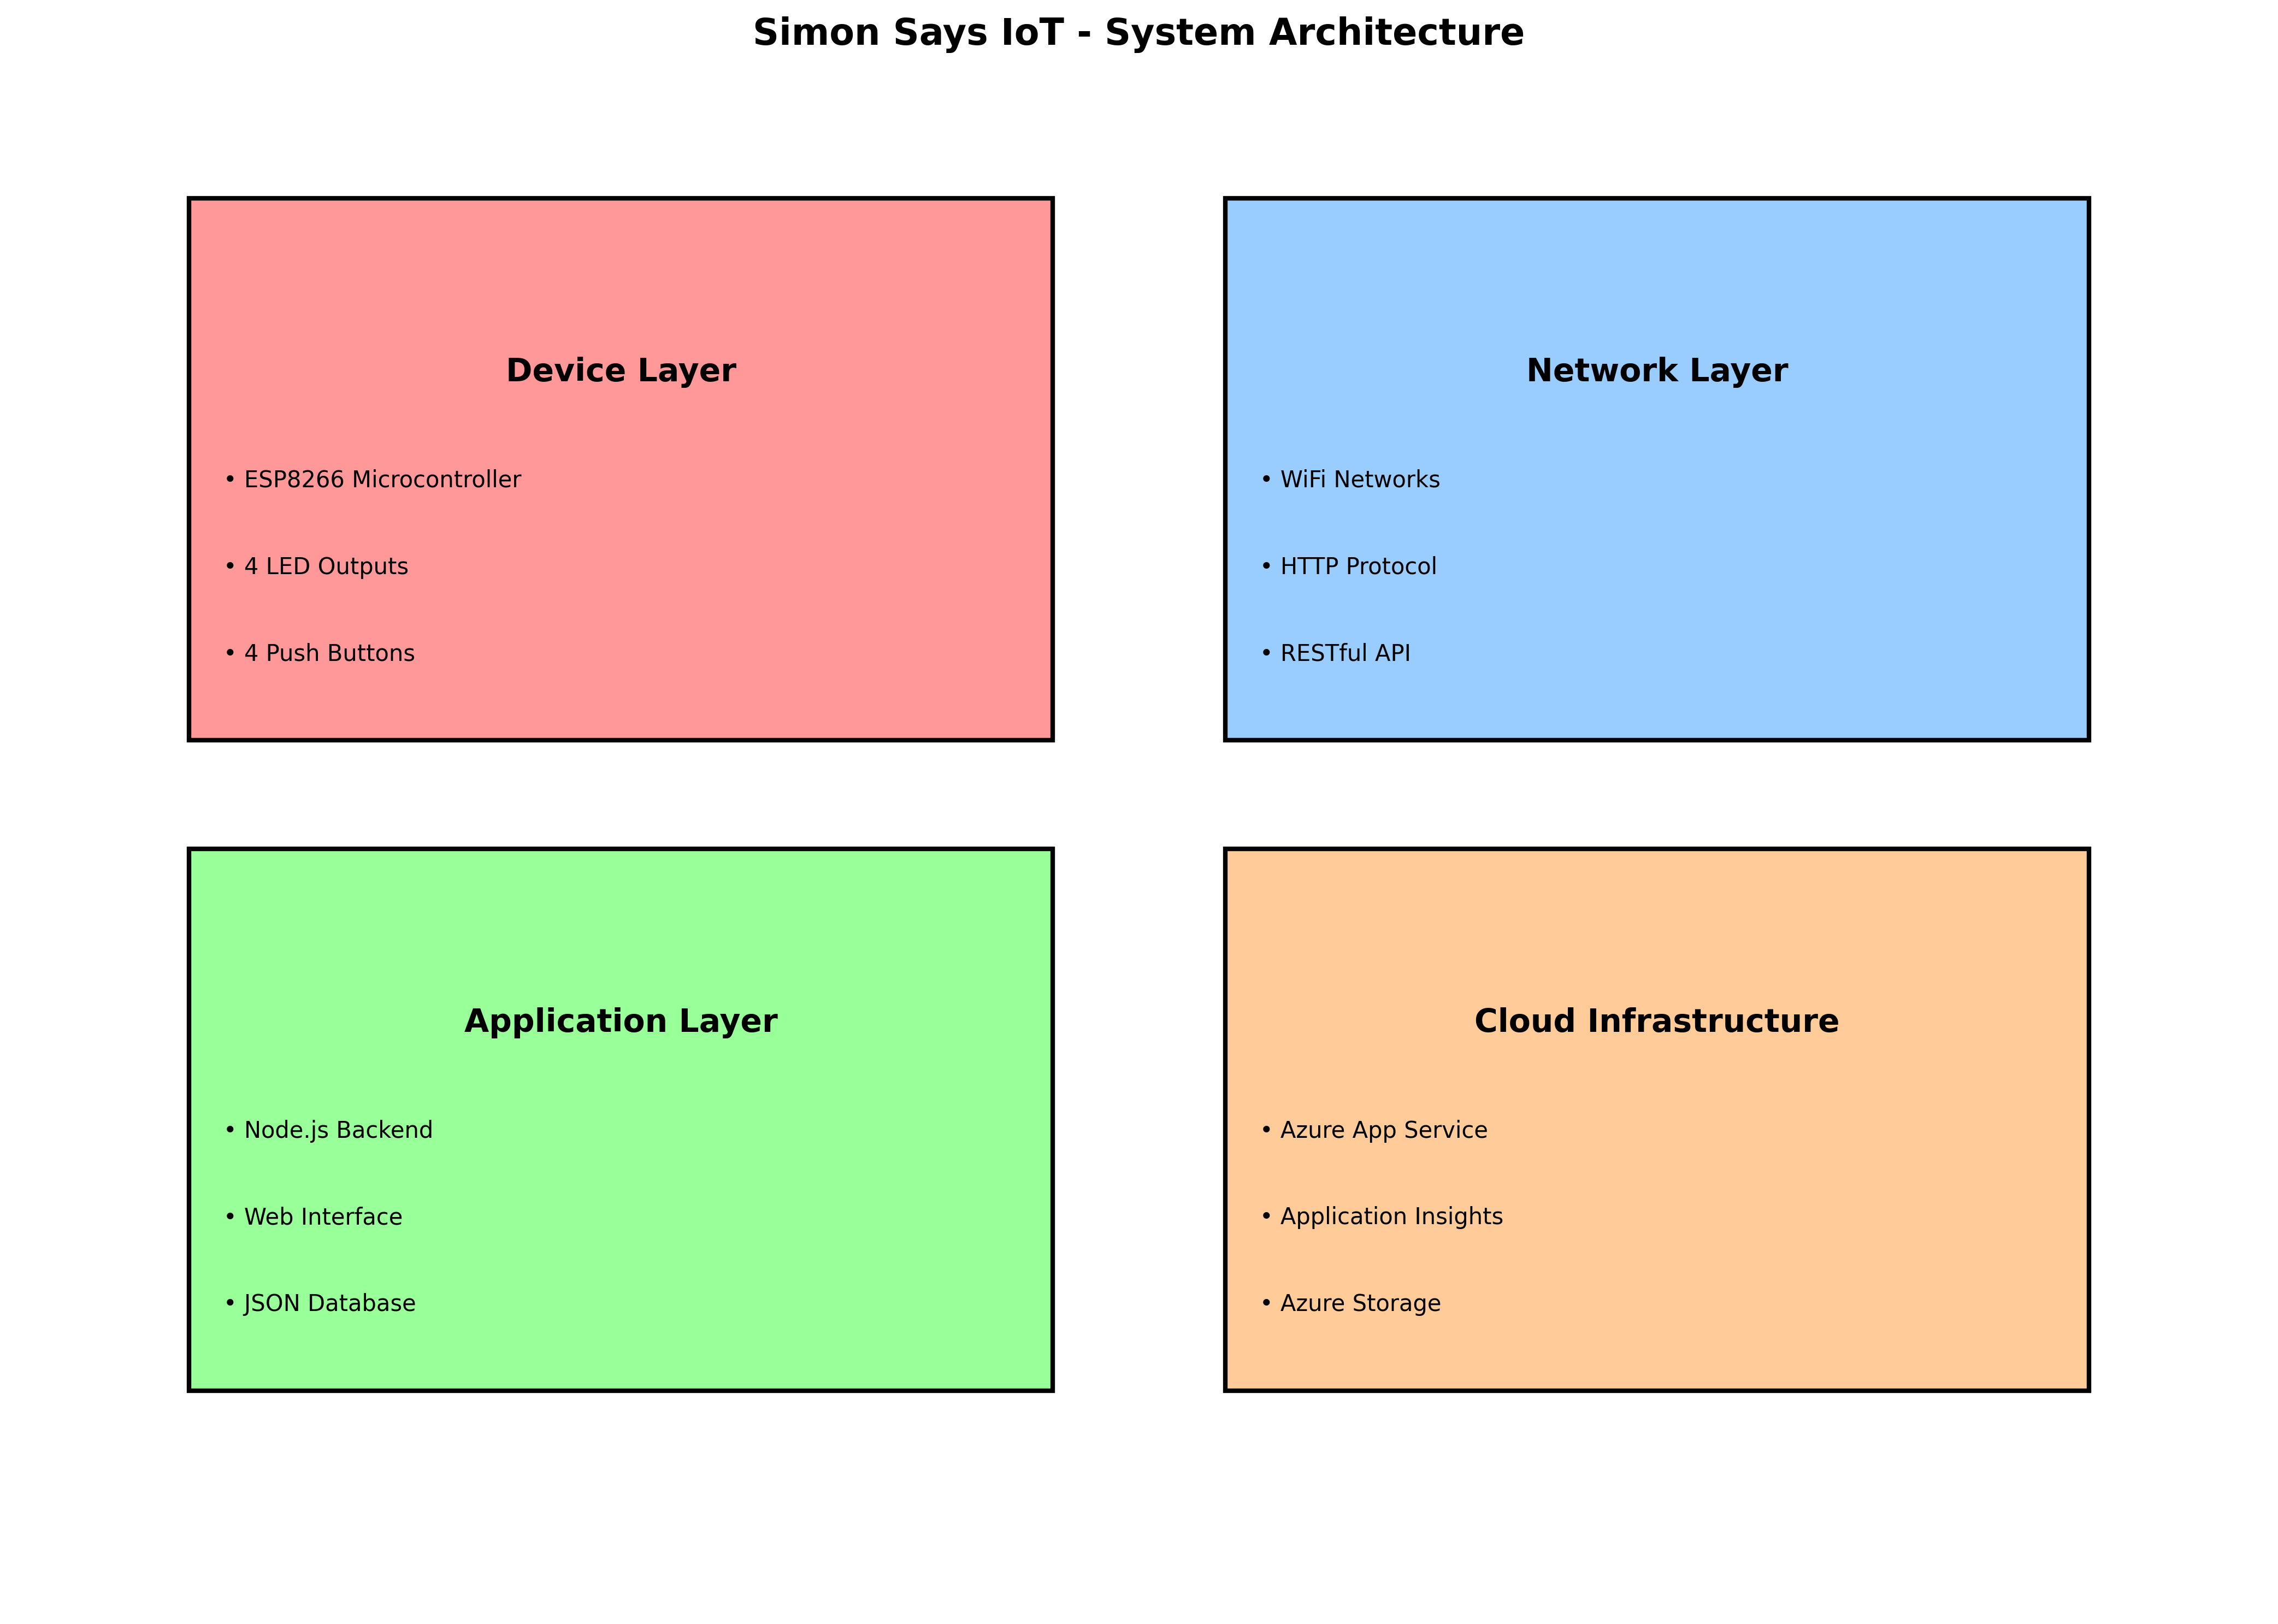 Simon Says IoT - System Architecture
Device Layer
• ESP8266 Microcontroller
• 4 LED Outputs
• 4 Push Buttons
Network Layer
• WiFi Networks
• HTTP Protocol
• RESTful API
Application Layer
• Node.js Backend
• Web Interface
• JSON Database
Cloud Infrastructure
• Azure App Service
• Application Insights
• Azure Storage